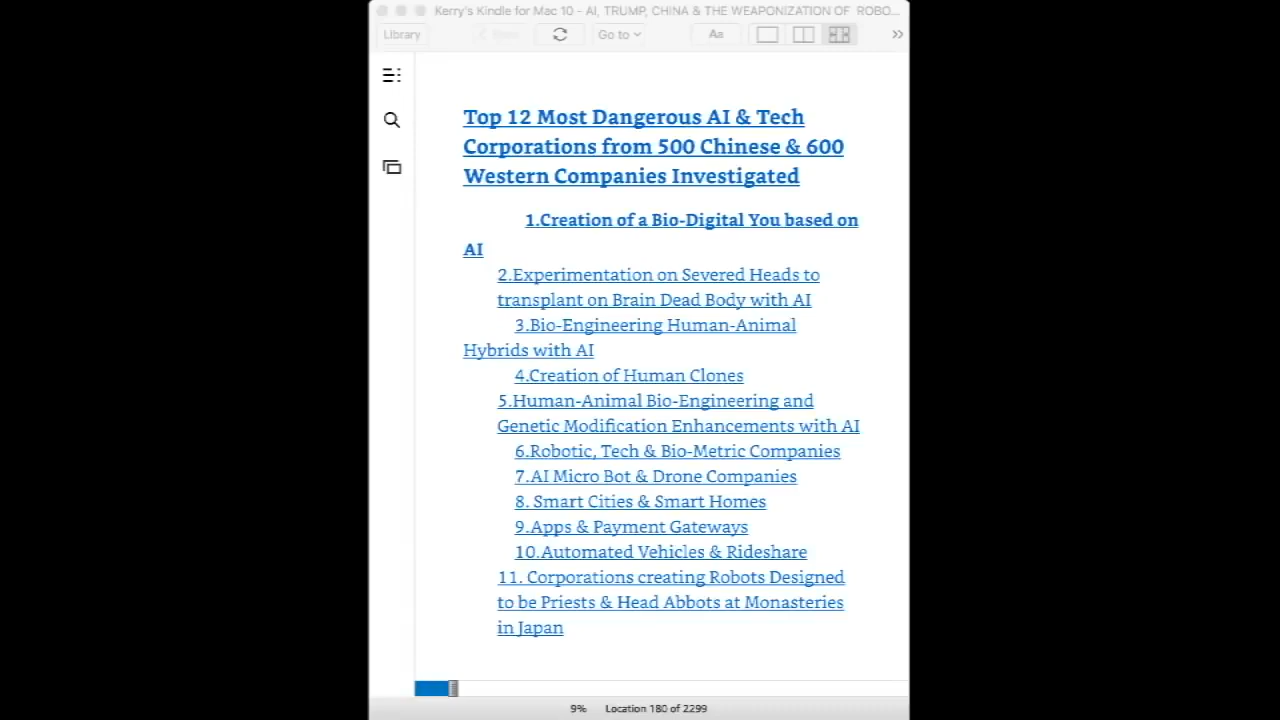 Kerry's Kindle for Mac 10 - AI, TRUMP, CHINA & THE WEAPONIZATION OF ROBO...
Library
Go to
Aa
Top 12 Most Dangerous AI & Tech
Corporations from 500 Chinese & 600
Western Companies Investigated
1.Creation of a Bio-Digital You based on
AI
2.Experimentation on Severed Heads to
transplant on Brain Dead Body with AI
3.Bio-Engineering Human-Animal
Hybrids with AI
4.Creation of Human Clones
5.Human-Animal Bio-Engineering and
Genetic Modification Enhancements with AI
6.Robotic, Tech & Bio-Metric Companies
7.AI Micro Bot & Drone Companies
8. Smart Cities & Smart Homes
9.Apps & Payment Gateways
10.Automated Vehicles & Rideshare
11. Corporations creating Robots Designed
to be Priests & Head Abbots at Monasteries
in Japan
9% Location 180 of 2299